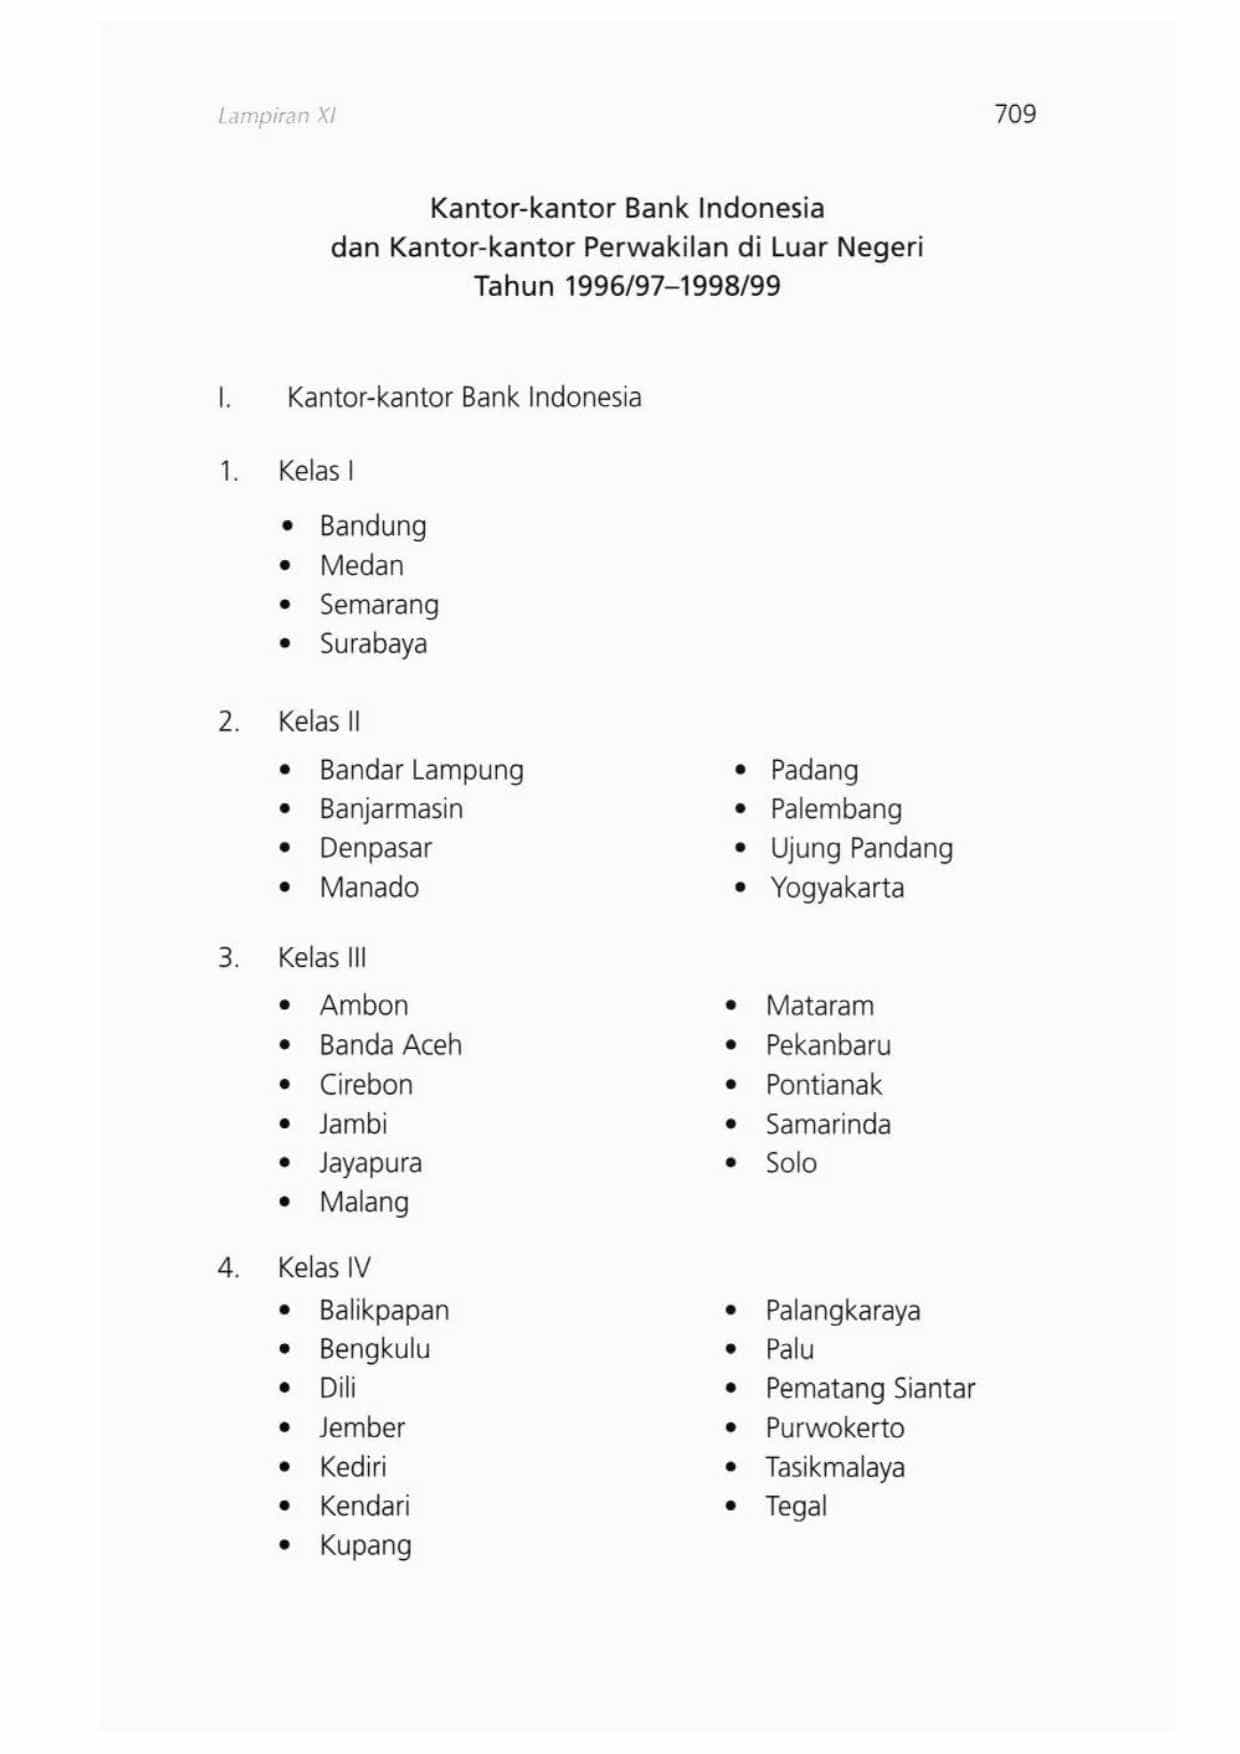 Lampiran XI
709
Kantor-kantor Bank Indonesia
dan Kantor-kantor Perwakilan di Luar Negeri
Tahun 1996/97–1998/99
I. Kantor-kantor Bank Indonesia
1. Kelas I
• Bandung
• Medan
• Semarang
• Surabaya
2. Kelas II
• Bandar Lampung
• Banjarmasin
• Denpasar
• Manado
• Padang
• Palembang
• Ujung Pandang
• Yogyakarta
3. Kelas III
• Ambon
• Banda Aceh
• Cirebon
• Jambi
• Jayapura
• Malang
• Mataram
• Pekanbaru
• Pontianak
• Samarinda
• Solo
4. Kelas IV
• Balikpapan
• Bengkulu
• Dili
• Jember
• Kediri
• Kendari
• Kupang
• Palangkaraya
• Palu
• Pematang Siantar
• Purwokerto
• Tasikmalaya
• Tegal